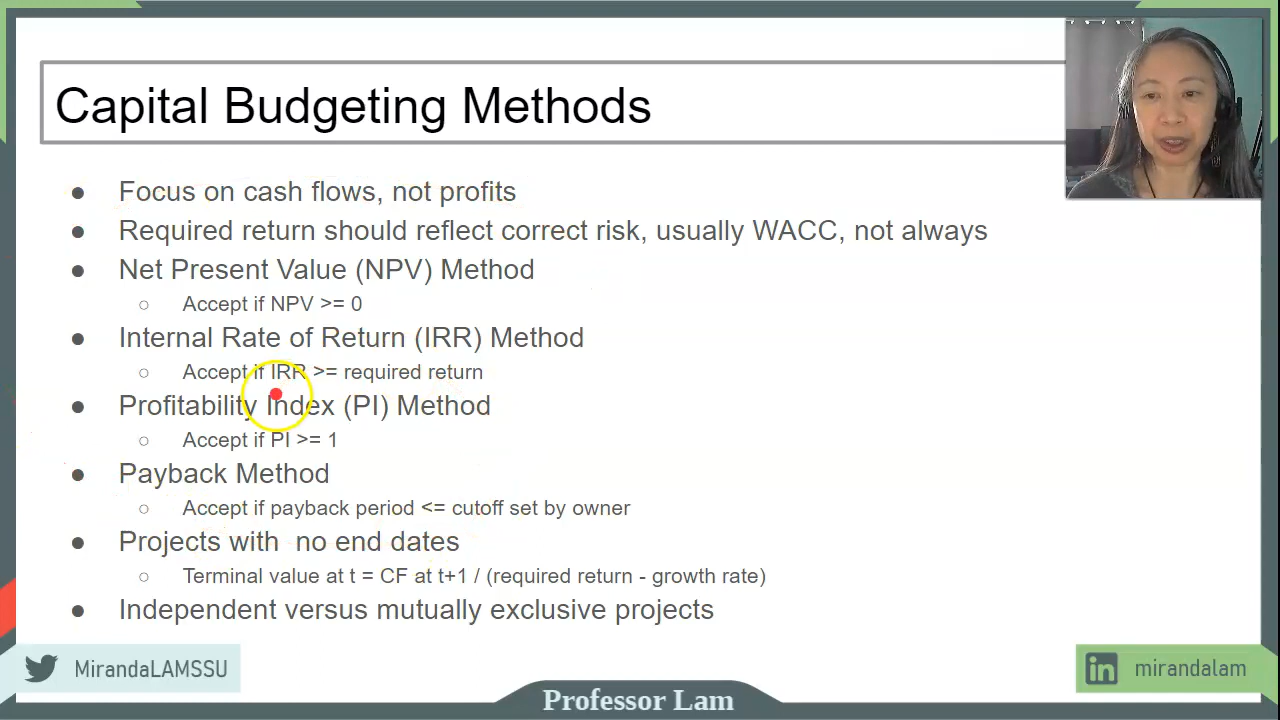 Capital Budgeting Methods
● Focus on cash flows, not profits
● Required return should reflect correct risk, usually WACC, not always
● Net Present Value (NPV) Method
○ Accept if NPV >= 0
● Internal Rate of Return (IRR) Method
○ Accept if IRR >= required return
● Profitability Index (PI) Method
○ Accept if PI >= 1
● Payback Method
○ Accept if payback period <= cutoff set by owner
● Projects with  no end dates
○ Terminal value at t = CF at t+1 / (required return - growth rate)
● Independent versus mutually exclusive projects
MirandaLAMSSU
in mirandalam
Professor Lam